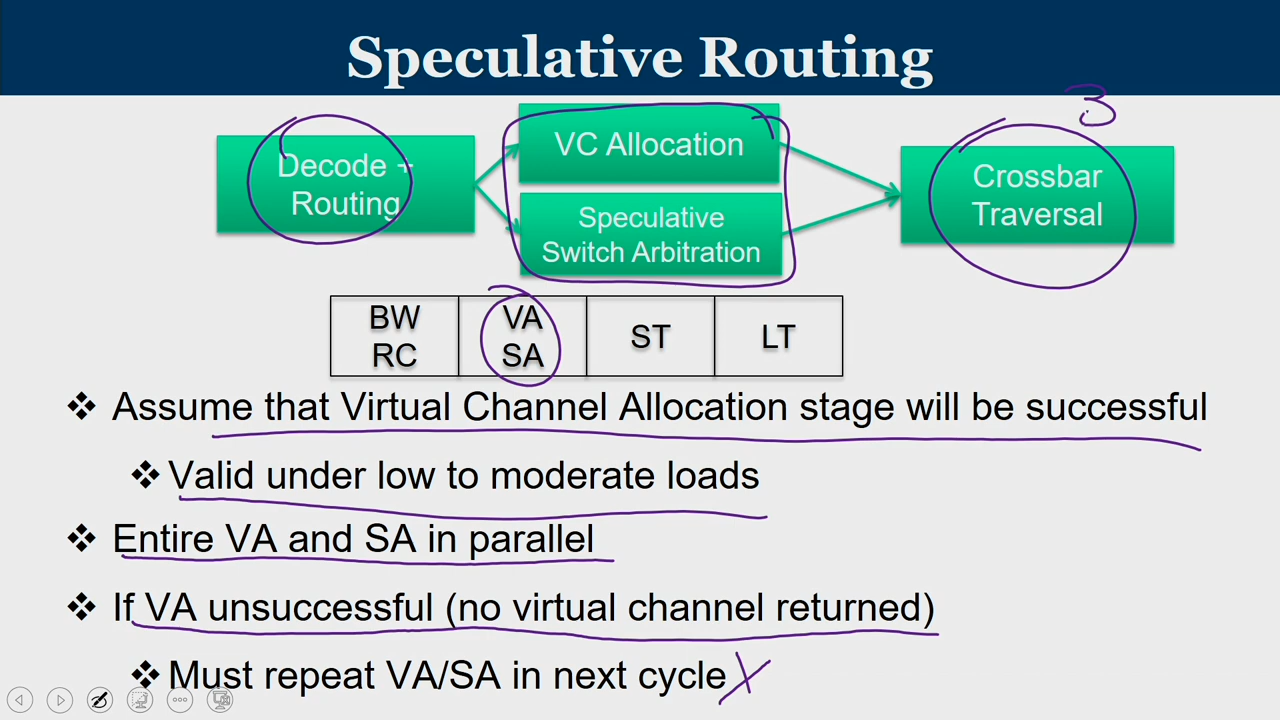 Speculative Routing
3
Decode +
Routing
VC Allocation
Speculative
Switch Arbitration
Crossbar
Traversal
BW
RC
VA
SA
ST
LT
❖ Assume that Virtual Channel Allocation stage will be successful
❖ Valid under low to moderate loads
❖ Entire VA and SA in parallel
❖ If VA unsuccessful (no virtual channel returned)
❖ Must repeat VA/SA in next cycle